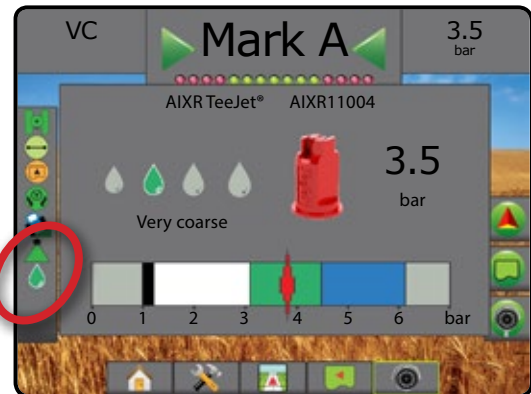 VC
Mark A
3.5
bar
AIXR TeeJet® AIXR11004
3.5
bar
Very coarse
0 1 2 3 4 5 6 bar